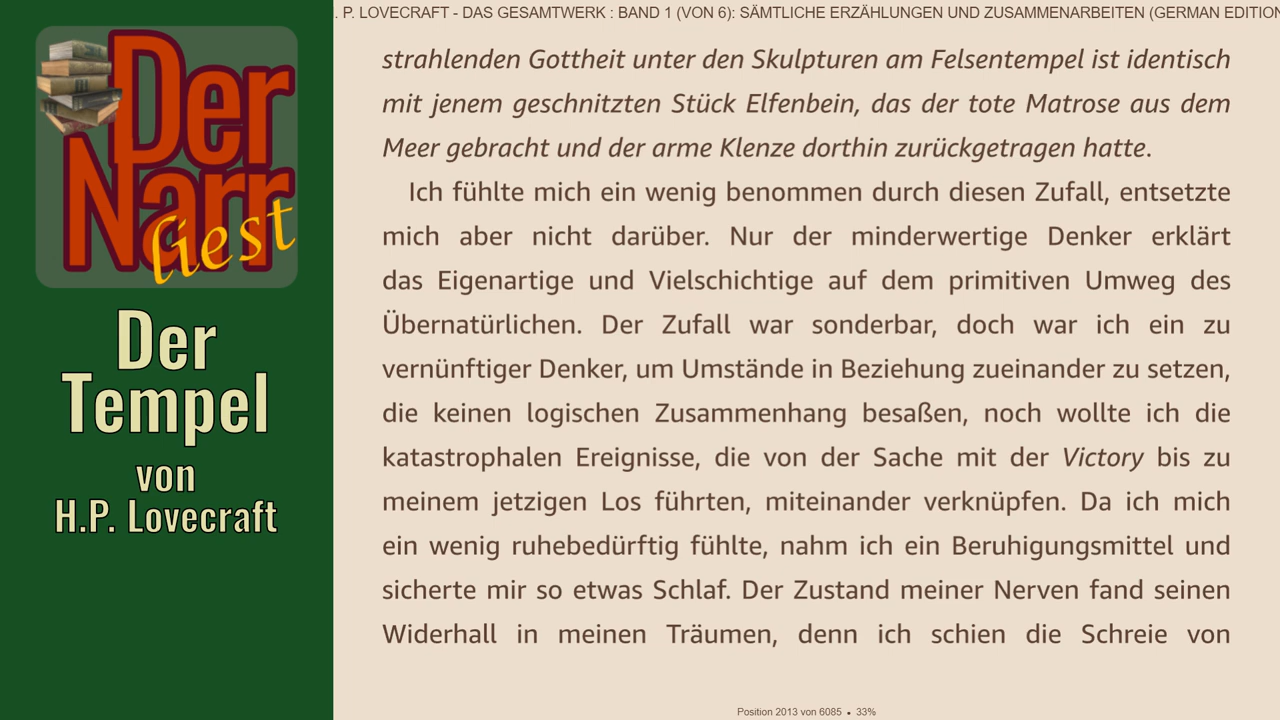 Der
Narr
liest
Der
Tempel
von
H.P. Lovecraft
. P. LOVECRAFT - DAS GESAMTWERK : BAND 1 (VON 6): SÄMTLICHE ERZÄHLUNGEN UND ZUSAMMENARBEITEN (GERMAN EDITION
strahlenden Gottheit unter den Skulpturen am Felsentempel ist identisch
mit jenem geschnitzten Stück Elfenbein, das der tote Matrose aus dem
Meer gebracht und der arme Klenze dorthin zurückgetragen hatte.
Ich fühlte mich ein wenig benommen durch diesen Zufall, entsetzte
mich aber nicht darüber. Nur der minderwertige Denker erklärt
das Eigenartige und Vielschichtige auf dem primitiven Umweg des
Übernatürlichen. Der Zufall war sonderbar, doch war ich ein zu
vernünftiger Denker, um Umstände in Beziehung zueinander zu setzen,
die keinen logischen Zusammenhang besaßen, noch wollte ich die
katastrophalen Ereignisse, die von der Sache mit der Victory bis zu
meinem jetzigen Los führten, miteinander verknüpfen. Da ich mich
ein wenig ruhebedürftig fühlte, nahm ich ein Beruhigungsmittel und
sicherte mir so etwas Schlaf. Der Zustand meiner Nerven fand seinen
Widerhall in meinen Träumen, denn ich schien die Schreie von
Position 2013 von 6085 • 33%